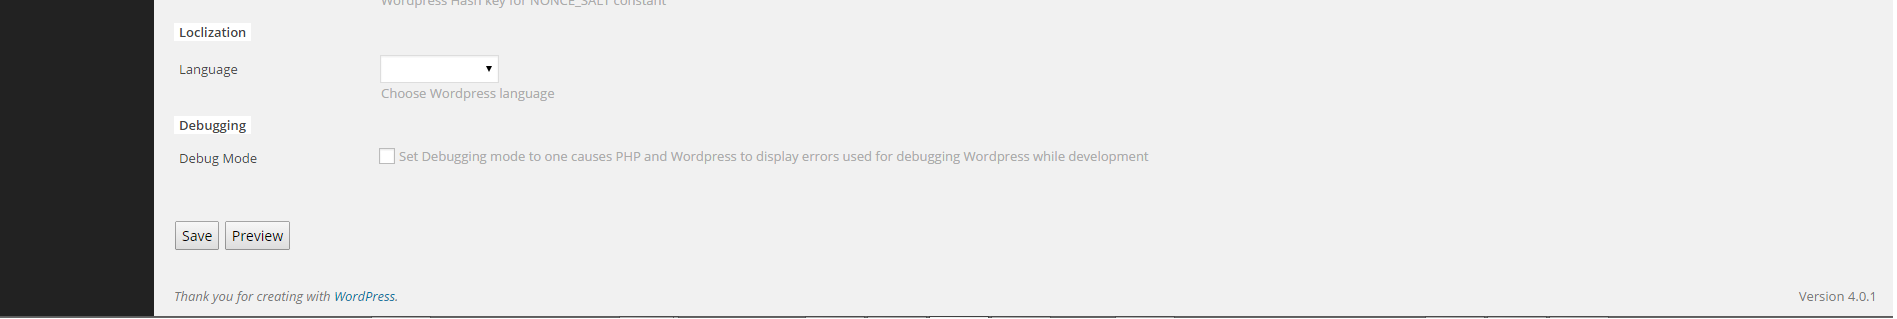 Wordpress Hash key for NONCE_SALT constant
Loclization
Language
Choose Wordpress language
Debugging
Debug Mode
Set Debugging mode to one causes PHP and Wordpress to display errors used for debugging Wordpress while development
Save Preview
Thank you for creating with WordPress.
Version 4.0.1